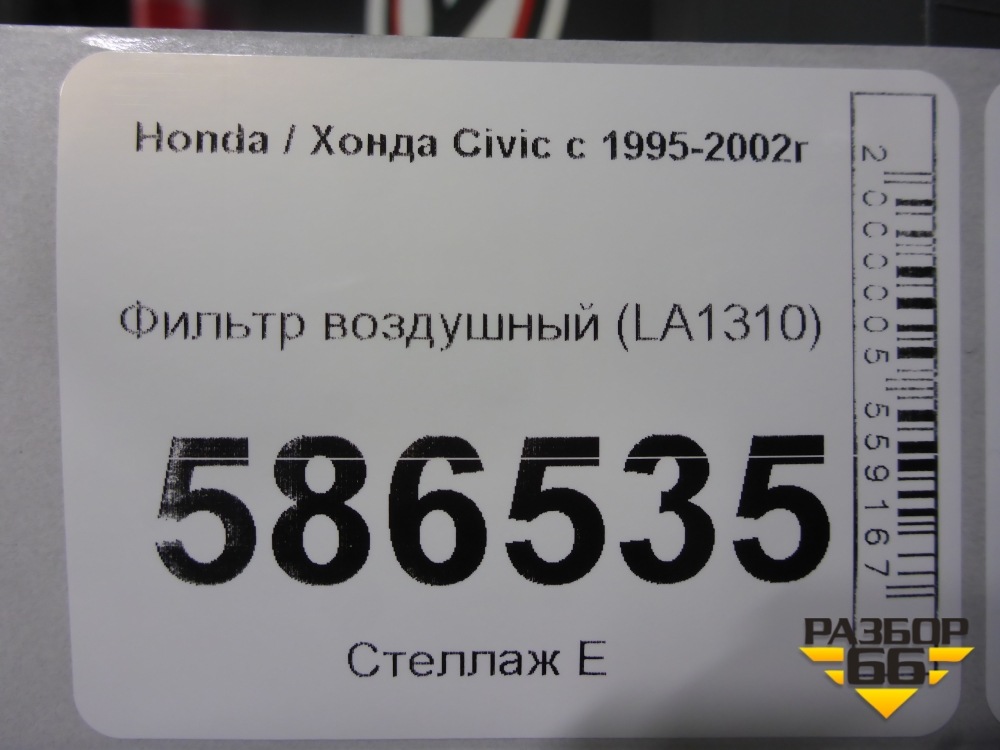 Honda / Хонда Civic с 1995-2002г
Фильтр воздушный (LA1310)
586535
Стеллаж Е
2000005559167
РАЗБОР
66